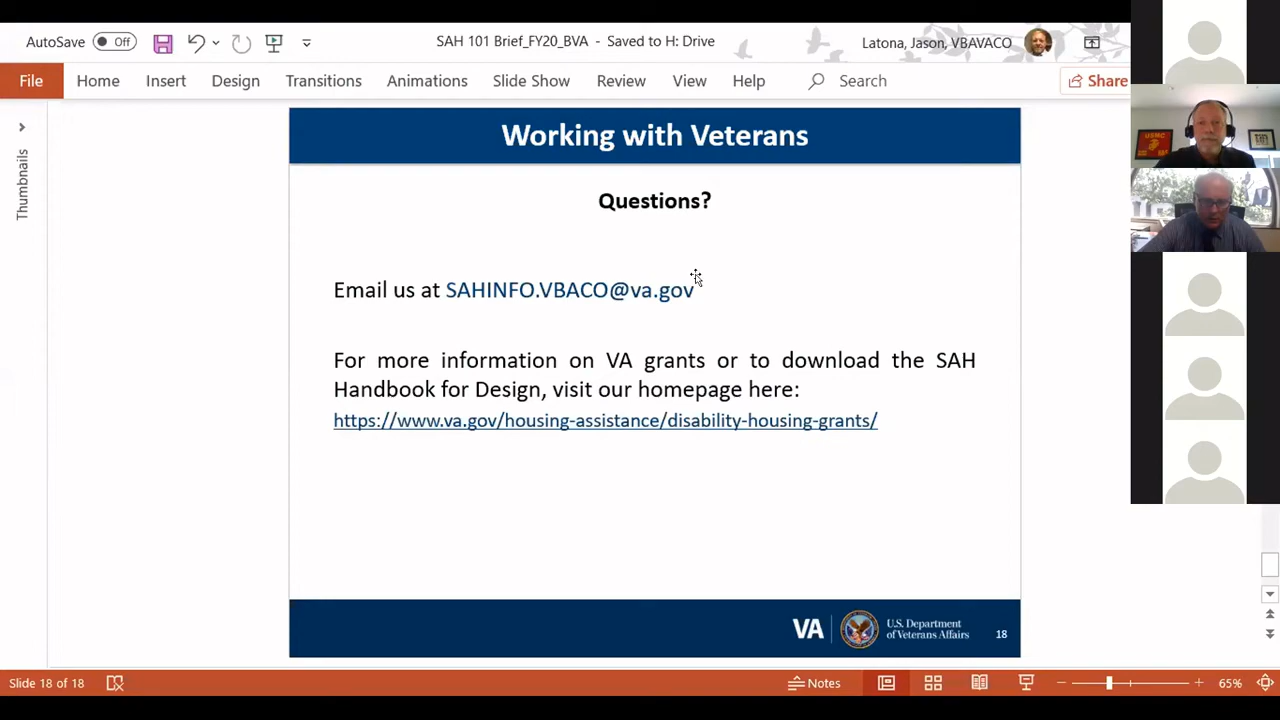 AutoSave Off
SAH 101 Brief_FY20_BVA - Saved to H: Drive
Latona, Jason, VBAVACO
File Home Insert Design Transitions Animations Slide Show Review View Help Search Share
Thumbnails
Working with Veterans
Questions?
Email us at SAHINFO.VBACO@va.gov
For more information on VA grants or to download the SAH
Handbook for Design, visit our homepage here:
https://www.va.gov/housing-assistance/disability-housing-grants/
VA
U.S. Department
of Veterans Affairs
18
USMC
Slide 18 of 18
Notes
65%